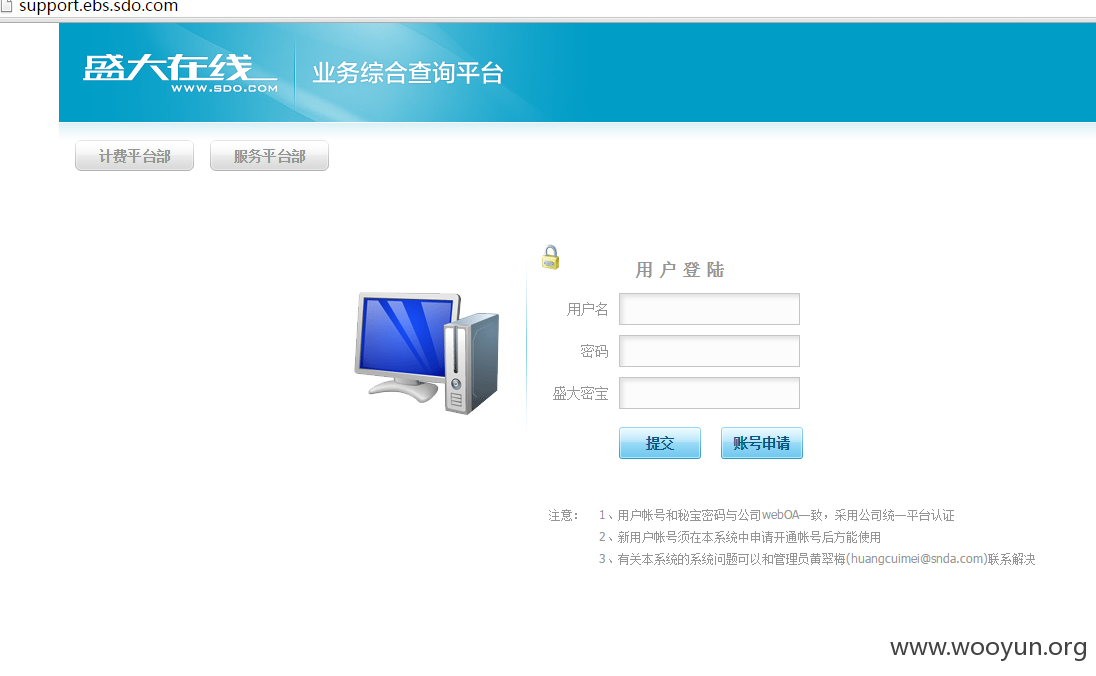 support.ebs.sdo.com
盛大在线
WWW.SDO.COM
业务综合查询平台
计费平台部 服务平台部
用户登陆
用户名
密码
盛大密宝
提交 账号申请
注意： 1、用户帐号和秘宝密码与公司webOA一致，采用公司统一平台认证
2、新用户帐号须在本系统中申请开通帐号后方能使用
3、有关本系统的系统问题可以和管理员黄翠梅(huangcuimei@snda.com)联系解决
www.wooyun.org